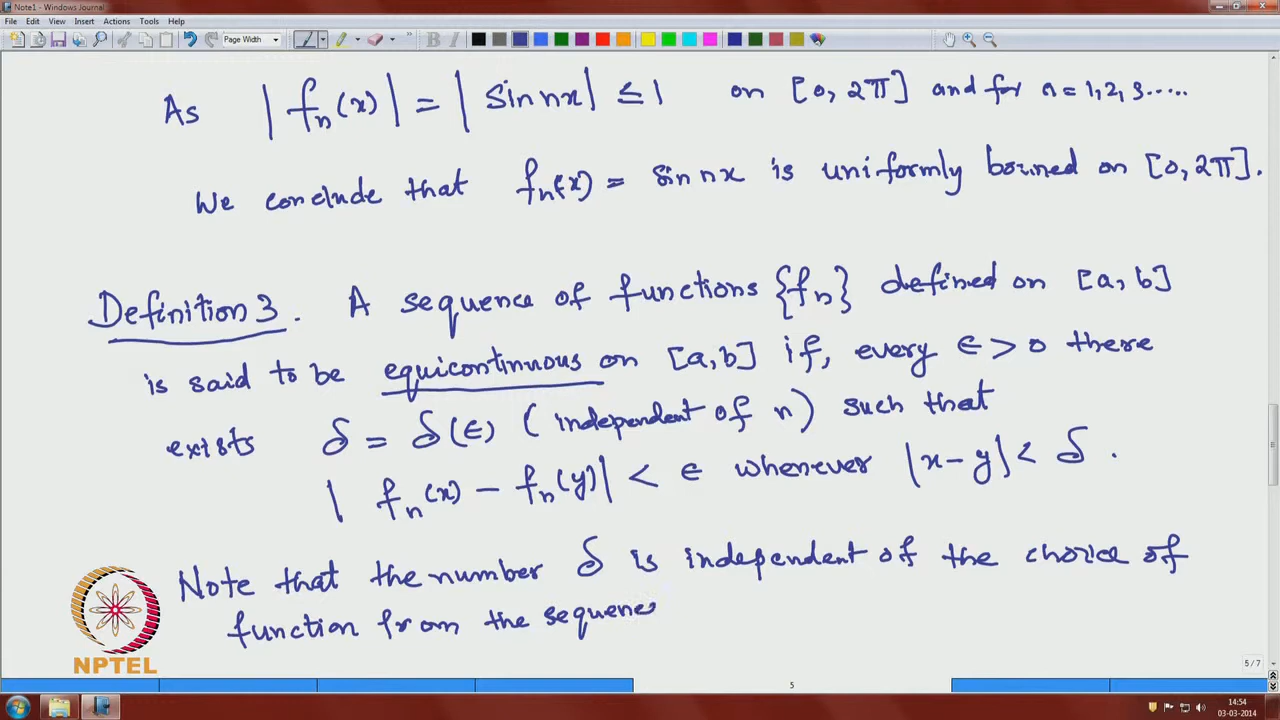 Note1 - Windows Journal
File Edit View Insert Actions Tools Help
Page Width
B I
As |fₙ(x)| = |sin nx| ≤ 1 on [0, 2π] and for n = 1, 2, 3.....
We conclude that fₙ(x) = sin nx is uniformly bouned on [0, 2π].
Definition 3. A sequence of functions {fₙ} defined on [a, b]
is said to be equicontinuous on [a, b] if, every ϵ > 0 there
exists δ = δ(ϵ) (independent of n) such that
|fₙ(x) - fₙ(y)| < ϵ whenever |x - y| < δ.
Note that the number δ is independent of the choice of
function from the sequence
NPTEL
5 / 7
5
14:54
03-03-2014